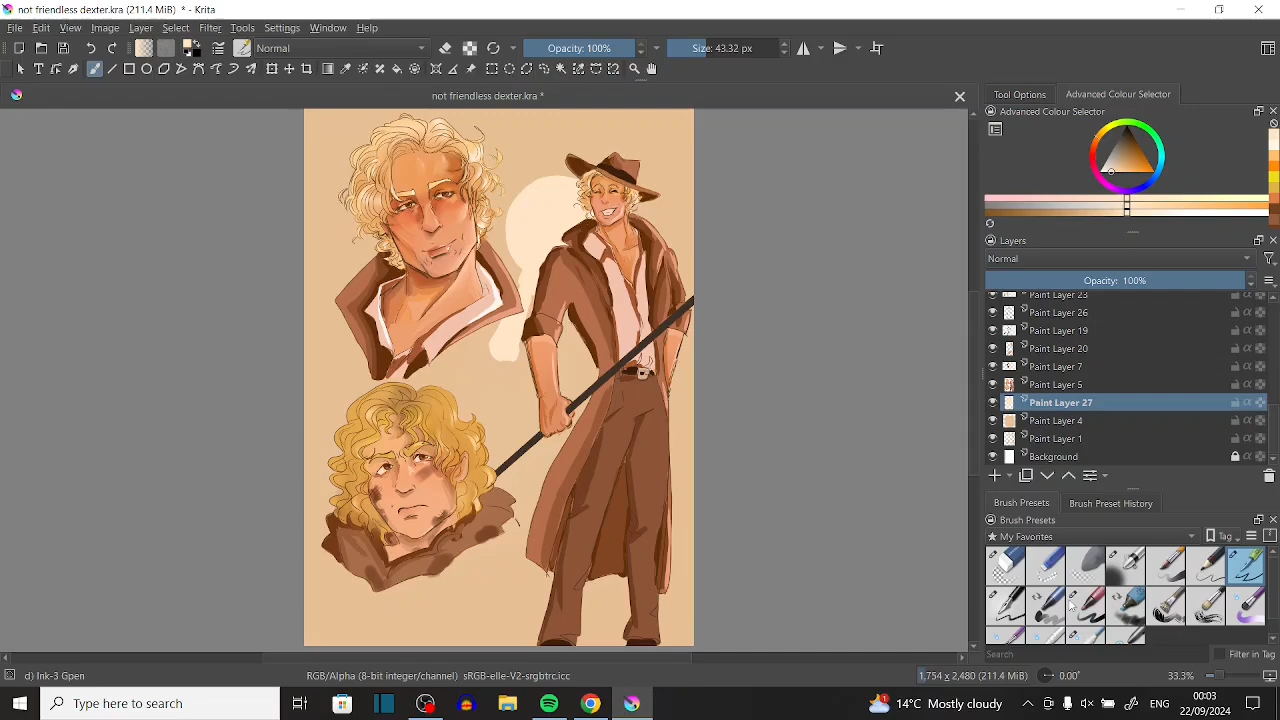 not friendless dexter.kra (211.4 MiB) * - Krita
File Edit View Image Layer Select Filter Tools Settings Window Help
Normal Opacity: 100% Size: 43.32 px
not friendless dexter.kra *
Tool Options Advanced Colour Selector
Advanced Colour Selector
Layers
Normal
Opacity: 100%
Paint Layer 23
Paint Layer 26
Paint Layer 19
Paint Layer 20
Paint Layer 7
Paint Layer 5
Paint Layer 27
Paint Layer 4
Paint Layer 1
Background
Brush Presets Brush Preset History
Brush Presets
★ My Favorites Tag
Search Filter in Tag
d) Ink-3 Gpen RGB/Alpha (8-bit integer/channel) sRGB-elle-V2-srgbtrc.icc 1,754 x 2,480 (211.4 MiB) 0.00° 33.3%
Type here to search 1 14°C Mostly cloudy ENG 00:03
22/09/2024